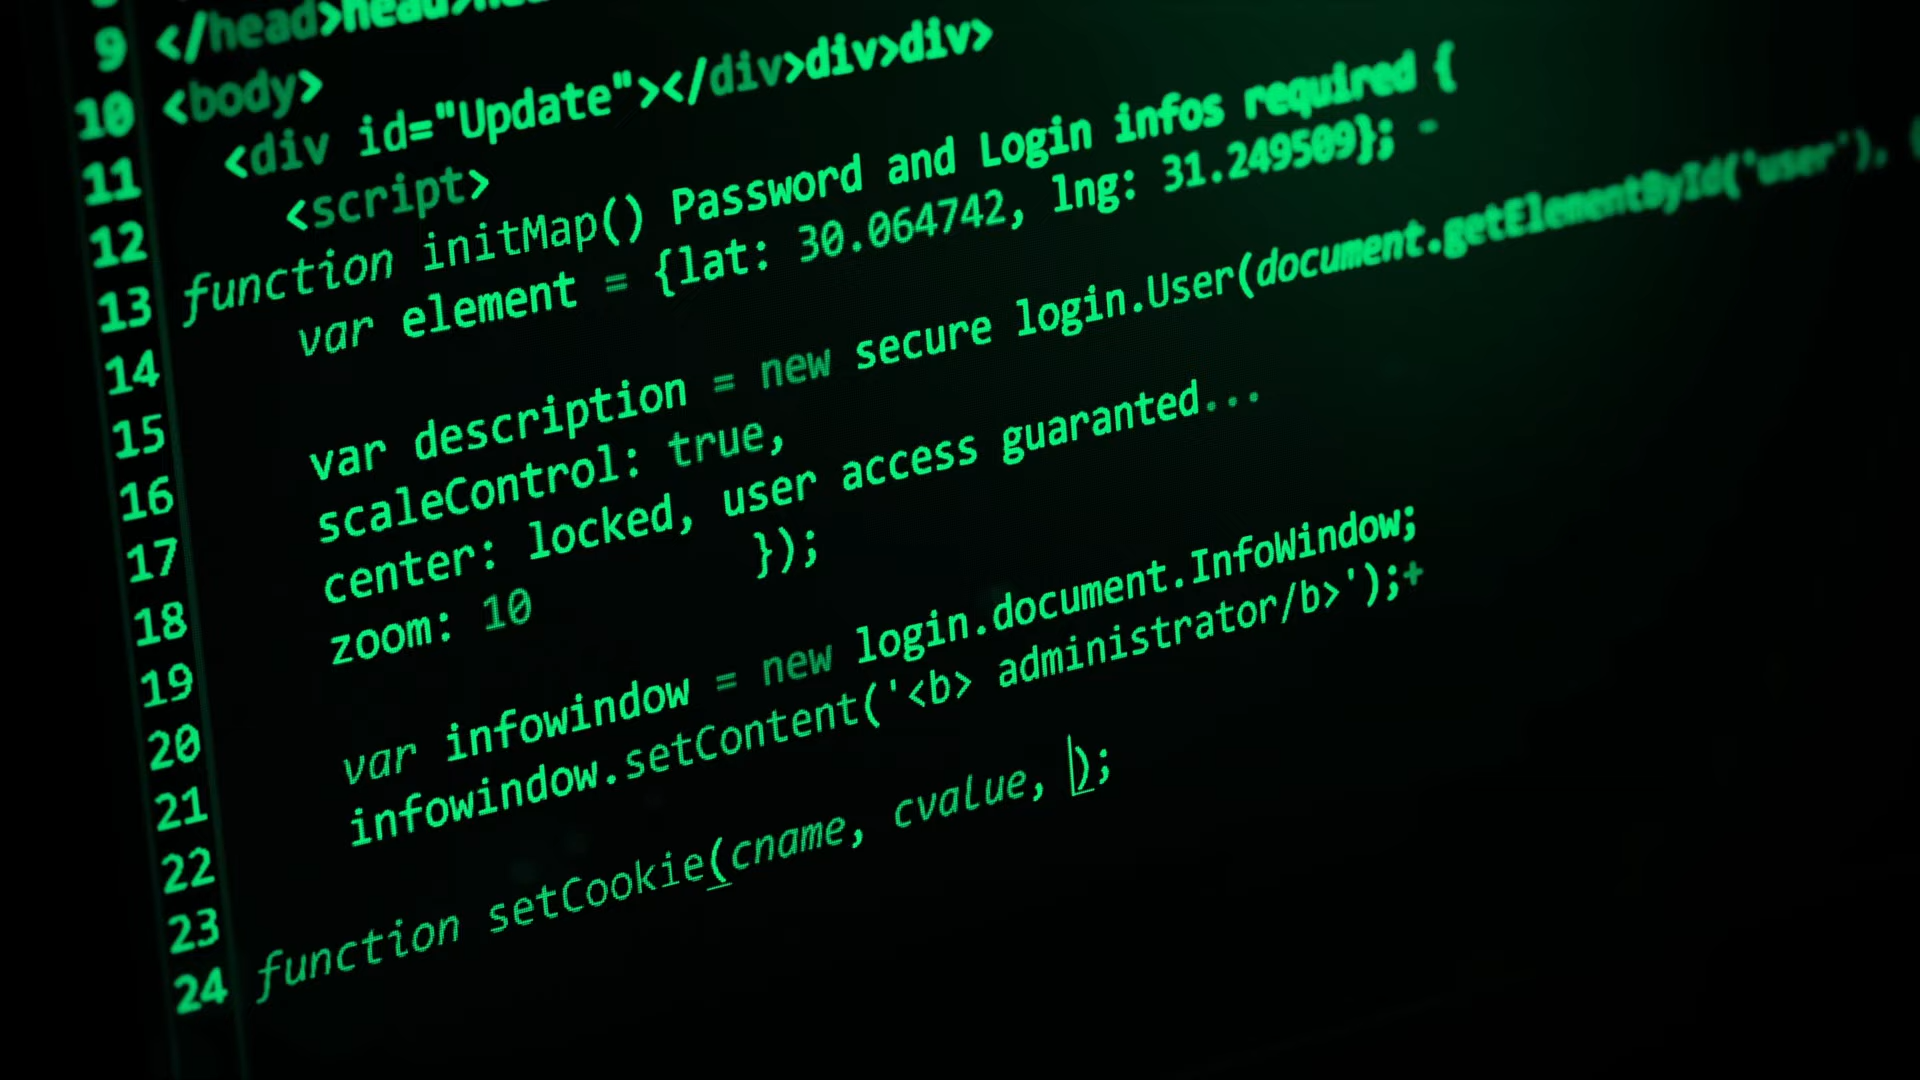 9 </head>head>
10 <body>
11 <div id="Update"></div>div>div>
12 <script>
13 function initMap() Password and Login infos required {
14 var element = {lat: 30.064742, lng: 31.249509}; -
15
16 var description = new secure login.User(document.getElementById('user'), {
17 scaleControl: true,
18 center: locked, user access guaranted...
19 zoom: 10 });
20
21 var infowindow = new login.document.InfoWindow;
22 infowindow.setContent('<b> administrator/b>');+
23
24 function setCookie(cname, cvalue, );